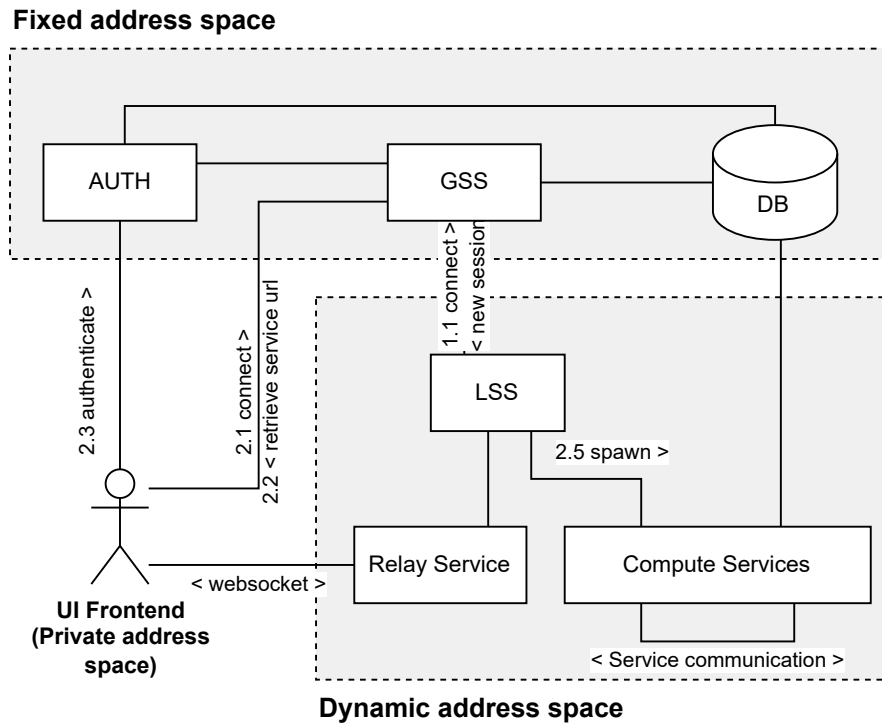 Fixed address space
AUTH
GSS
DB
1.1 connect >
< new session
2.3 authenticate >
2.1 connect >
2.2 < retrieve service url
LSS
2.5 spawn >
Relay Service
Compute Services
< websocket >
UI Frontend
(Private address
space)
< Service communication >
Dynamic address space